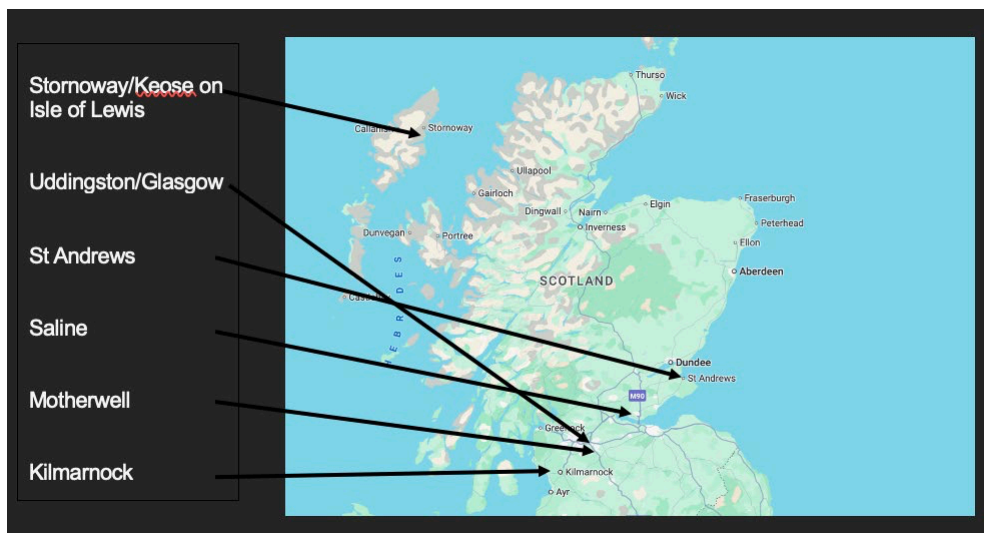 Stornoway/Keose on
Isle of Lewis
Uddingston/Glasgow
St Andrews
Saline
Motherwell
Kilmarnock
Thurso
Wick
Stornoway
Ullapool
Gairloch
Fraserburgh
Elgin
Dingwall
Nairn
Peterhead
Inverness
Dunvegan
Portree
Ellon
Aberdeen
SCOTLAND
Dundee
St Andrews
M90
Kilmarnock
Ayr